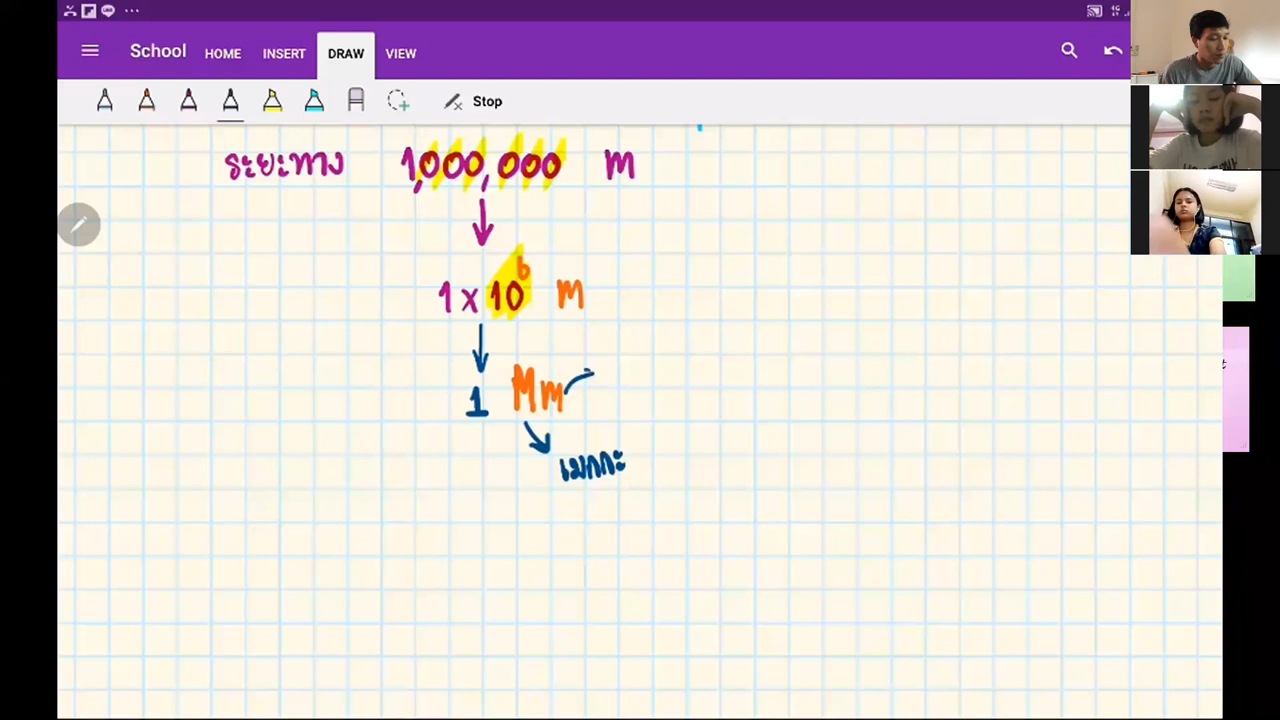 School HOME INSERT DRAW VIEW
Stop
ระยะทาง 1,000,000 m
1 x 10⁶ m
1 Mm
เมกกะ